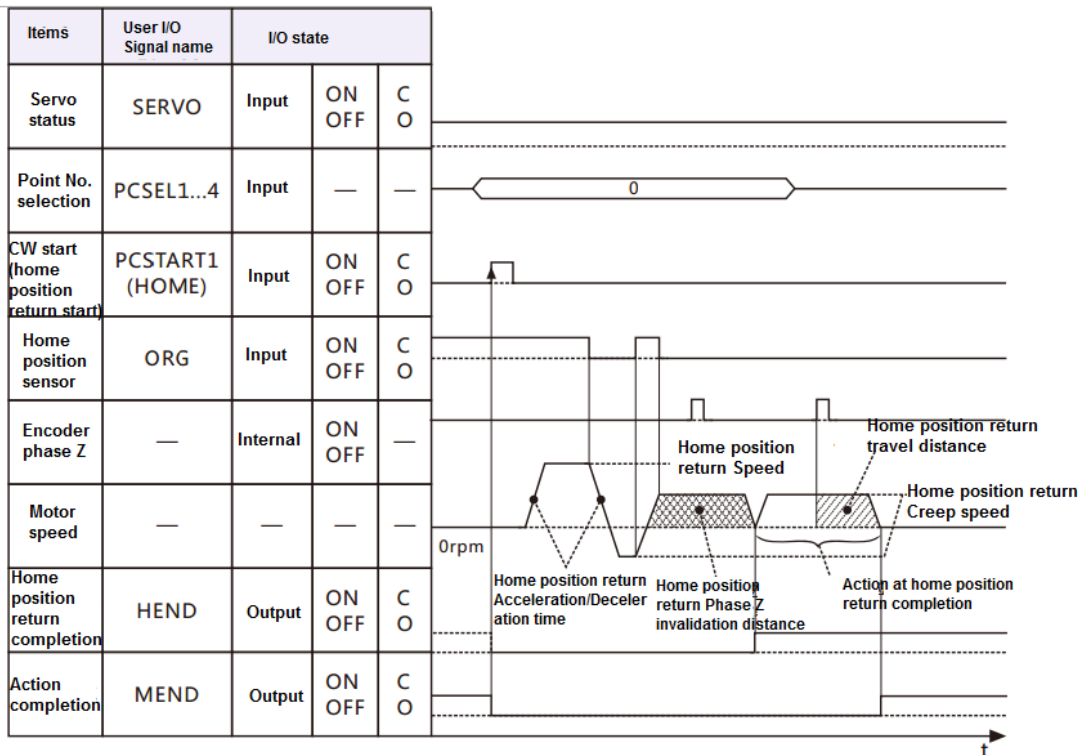 Items
User I/O
Signal name
I/O state
Servo
status
SERVO
Input
ON
OFF
C
O
Point No.
selection
PCSEL1...4
Input
—
—
0
CW start
(home
position
return start)
PCSTART1
(HOME)
Input
ON
OFF
C
O
Home
position
sensor
ORG
Input
ON
OFF
C
O
Encoder
phase Z
—
Internal
ON
OFF
—
Home position return
travel distance
Home position
return Speed
Home position return
Creep speed
Motor
speed
—
—
—
—
0rpm
Home position return
Acceleration/Deceler
ation time
Home position
return Phase Z
invalidation distance
Action at home position
return completion
Home
position
return
completion
HEND
Output
ON
OFF
C
O
Action
completion
MEND
Output
ON
OFF
C
O
t